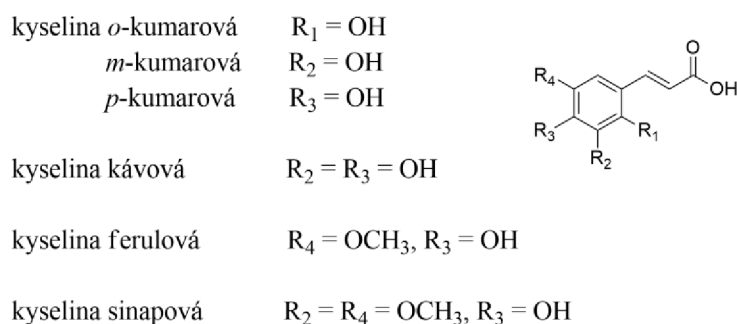 kyselina o-kumarová R₁ = OH
m-kumarová R₂ = OH
p-kumarová R₃ = OH
kyselina kávová R₂ = R₃ = OH
kyselina ferulová R₄ = OCH₃, R₃ = OH
kyselina sinapová R₂ = R₄ = OCH₃, R₃ = OH
O
R₄
OH
R₃
R₁
R₂